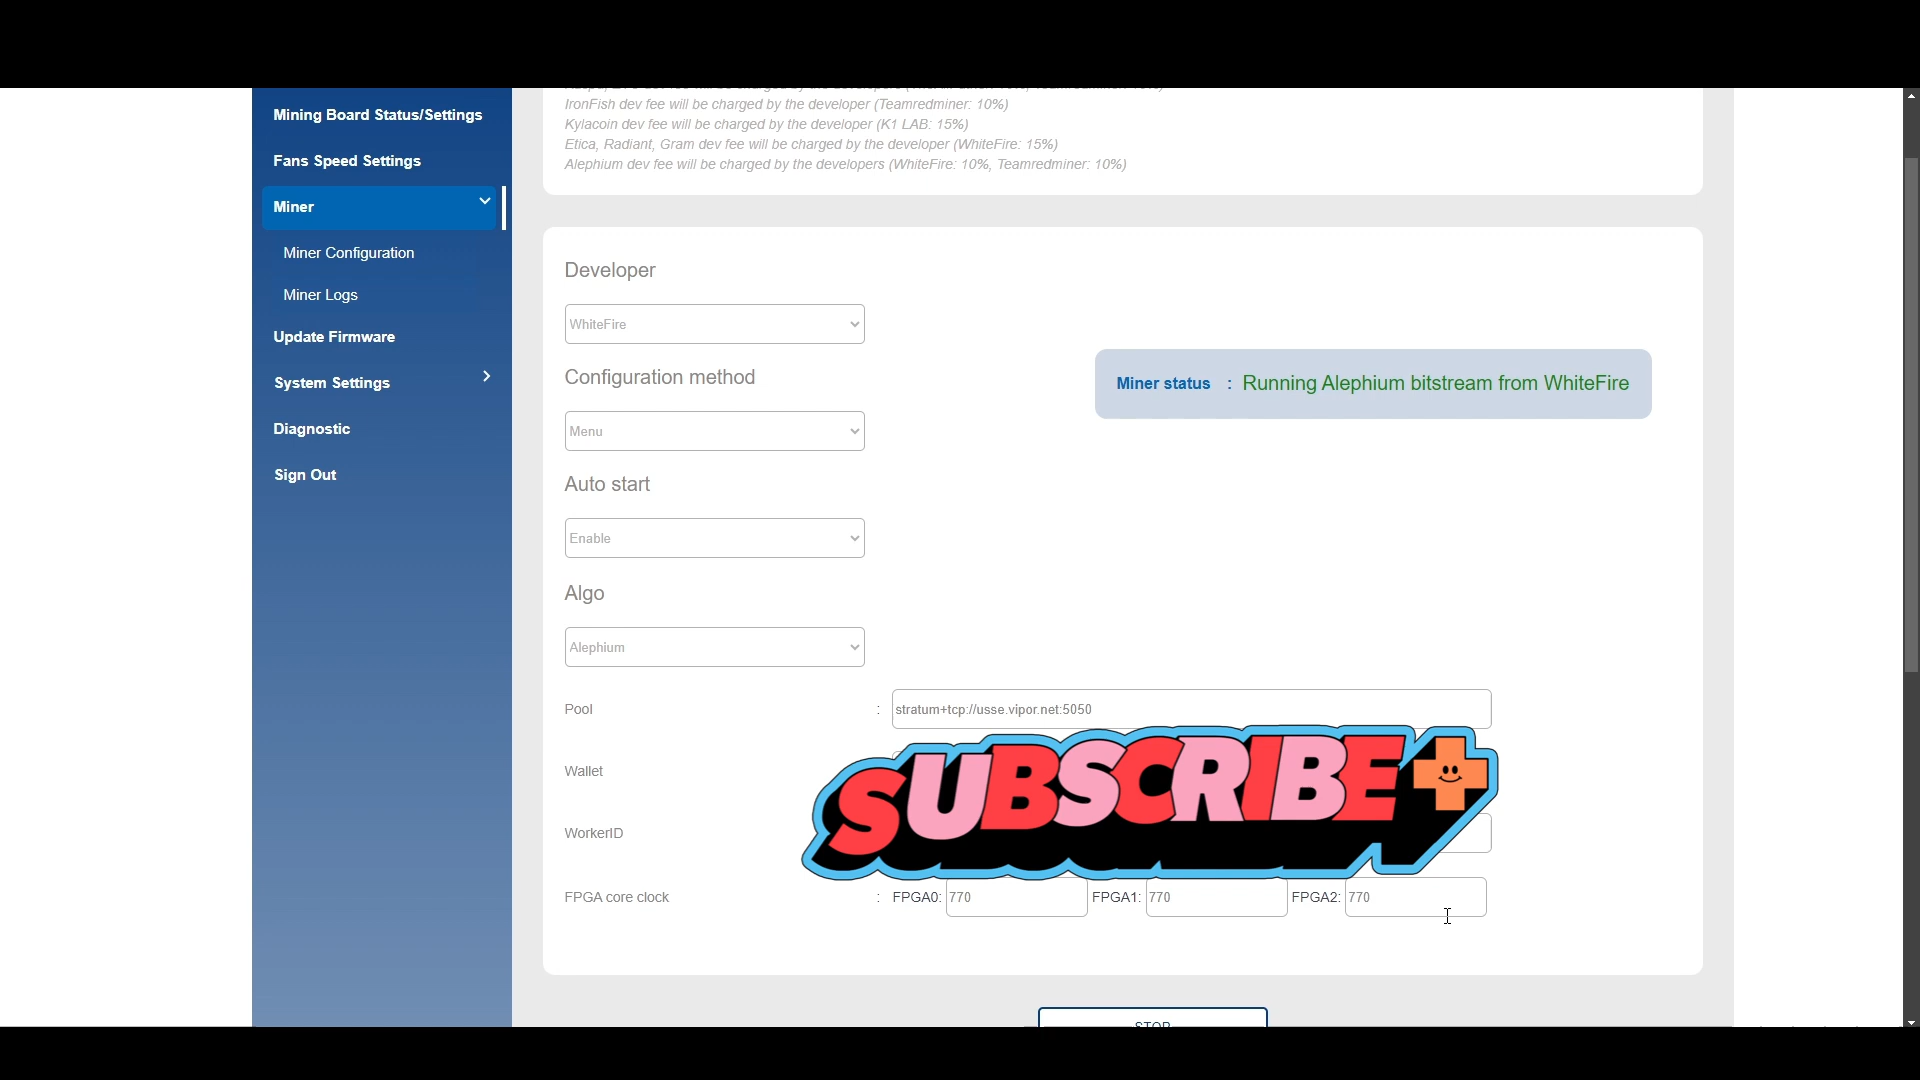 Mining Board Status/Settings
Fans Speed Settings
Miner
Miner Configuration
Miner Logs
Update Firmware
System Settings
Diagnostic
Sign Out
IronFish dev fee will be charged by the developer (Teamredminer: 10%)
Kylacoin dev fee will be charged by the developer (K1 LAB: 15%)
Etica, Radiant, Gram dev fee will be charged by the developer (WhiteFire: 15%)
Alephium dev fee will be charged by the developers (WhiteFire: 10%, Teamredminer: 10%)
Developer
WhiteFire
Configuration method
Menu
Miner status : Running Alephium bitstream from WhiteFire
Auto start
Enable
Algo
Alephium
Pool : stratum+tcp://usse.vipor.net:5050
Wallet
SUBSCRIBE
WorkerID
FPGA core clock : FPGA0: 770 FPGA1: 770 FPGA2: 770
STOP